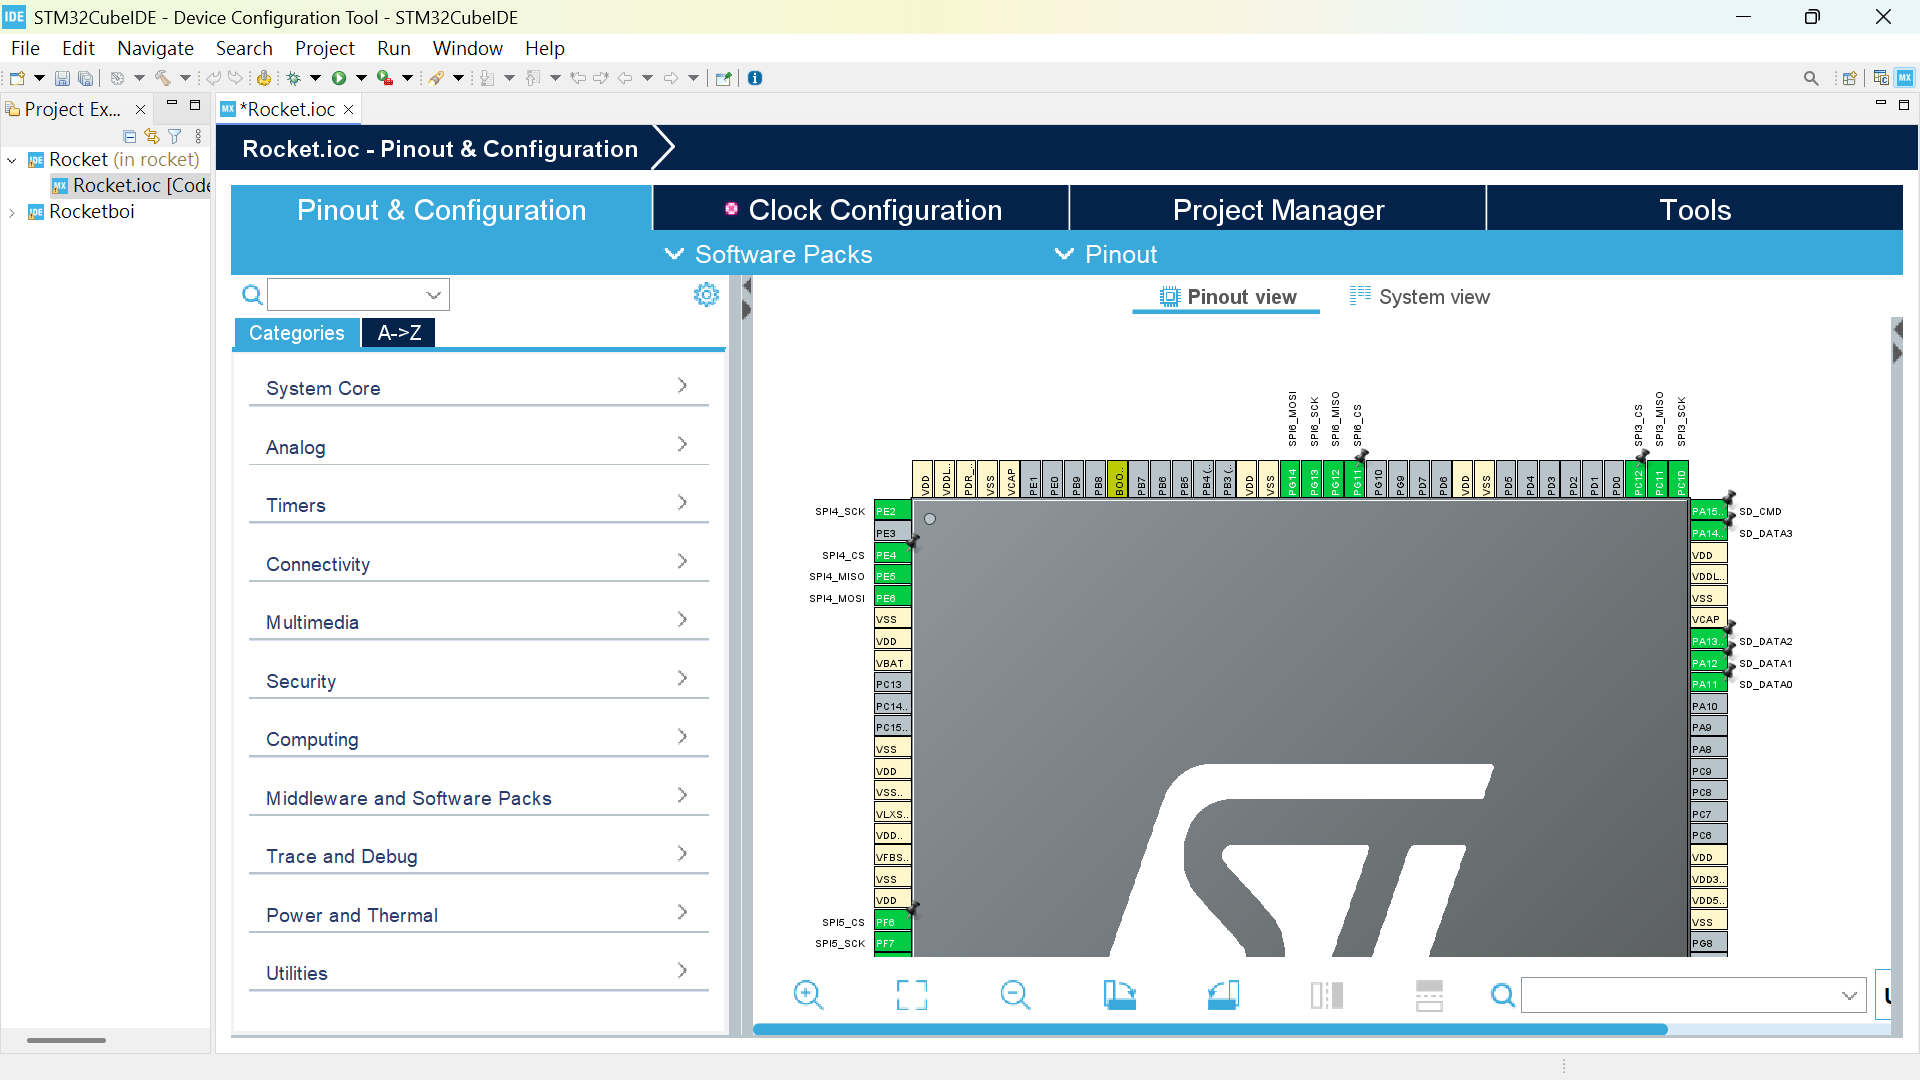 IDE STM32CubeIDE - Device Configuration Tool - STM32CubeIDE
File Edit Navigate Search Project Run Window Help
Project Ex...
MX *Rocket.ioc
Rocket.ioc - Pinout & Configuration
IDE Rocket (in rocket)
MX Rocket.ioc [Code
IDE Rocketboi
Pinout & Configuration
Clock Configuration
Project Manager
Tools
Software Packs
Pinout
Categories
A->Z
System Core
Analog
Timers
Connectivity
Multimedia
Security
Computing
Middleware and Software Packs
Trace and Debug
Power and Thermal
Utilities
Pinout view
System view
SPI6_MOSI
SPI6_SCK
SPI6_MISO
SPI6_CS
SPI3_CS
SPI3_MISO
SPI3_SCK
VDD
VDDL..
PDR_..
VSS
VCAP
PE1
PE0
PB9
PB8
BOO..
PB7
PB6
PB5
PB4(..
PB3(..
VDD
VSS
PG14
PG13
PG12
PG11
PG10
PG9
PD7
PD6
VDD
VSS
PD5
PD4
PD3
PD2
PD1
PD0
PC12
PC11
PC10
SPI4_SCK PE2
PE3
SPI4_CS PE4
SPI4_MISO PE5
SPI4_MOSI PE6
VSS
VDD
VBAT
PC13
PC14..
PC15..
VSS
VDD
VSS..
VLXS..
VDD..
VFBS..
VSS
VDD
SPI5_CS PF6
SPI5_SCK PF7
PA15.. SD_CMD
PA14.. SD_DATA3
VDD
VDDL..
VSS
VCAP
PA13.. SD_DATA2
PA12 SD_DATA1
PA11 SD_DATA0
PA10
PA9
PA8
PC9
PC8
PC7
PC6
VDD
VDD3..
VDD5..
VSS
PG8